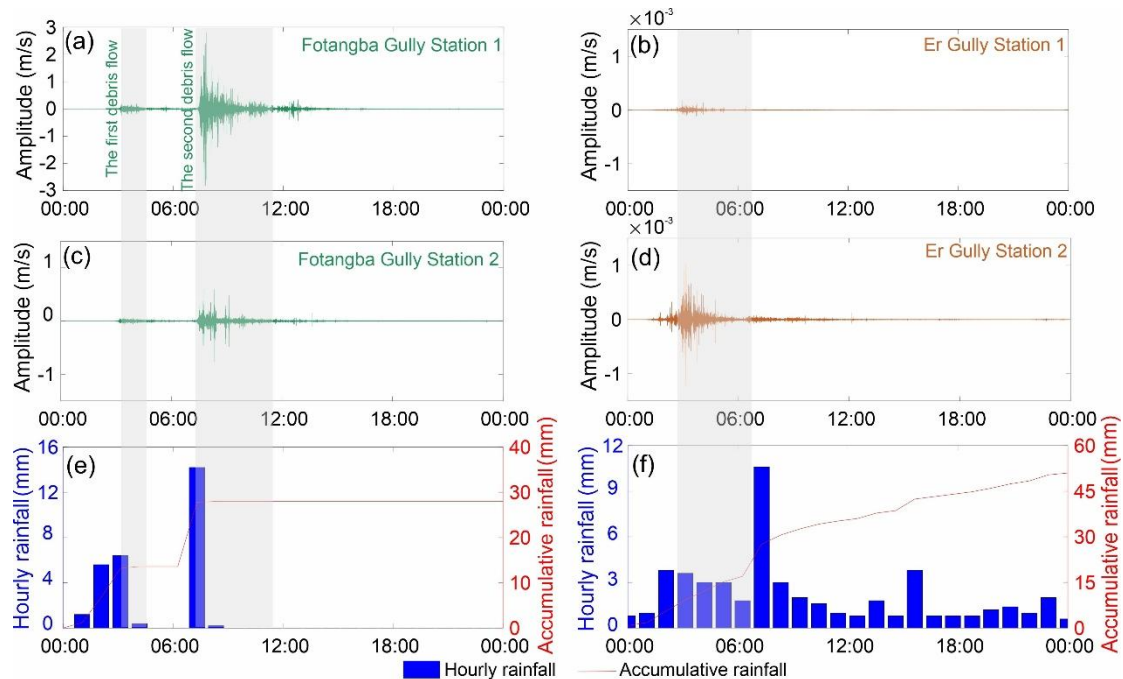 ×10⁻³
(a)
Fotangba Gully Station 1
The first debris flow
The second debris flow
Amplitude (m/s)
3
2
1
0
-1
-2
-3
00:00 06:00 12:00 18:00 00:00
(b)
Er Gully Station 1
Amplitude (m/s)
1
0
-1
00:00 06:00 12:00 18:00 00:00
(c)
Fotangba Gully Station 2
Amplitude (m/s)
1
0
-1
00:00 06:00 12:00 18:00 00:00
×10⁻³
(d)
Er Gully Station 2
Amplitude (m/s)
1
0
-1
00:00 06:00 12:00 18:00 00:00
(e)
Hourly rainfall (mm)
16
12
8
4
0
Accumulative rainfall (mm)
40
30
20
10
0
00:00 06:00 12:00 18:00 00:00
(f)
Hourly rainfall (mm)
12
9
6
3
0
Accumulative rainfall (mm)
60
45
30
15
0
00:00 06:00 12:00 18:00 00:00
Hourly rainfall Accumulative rainfall